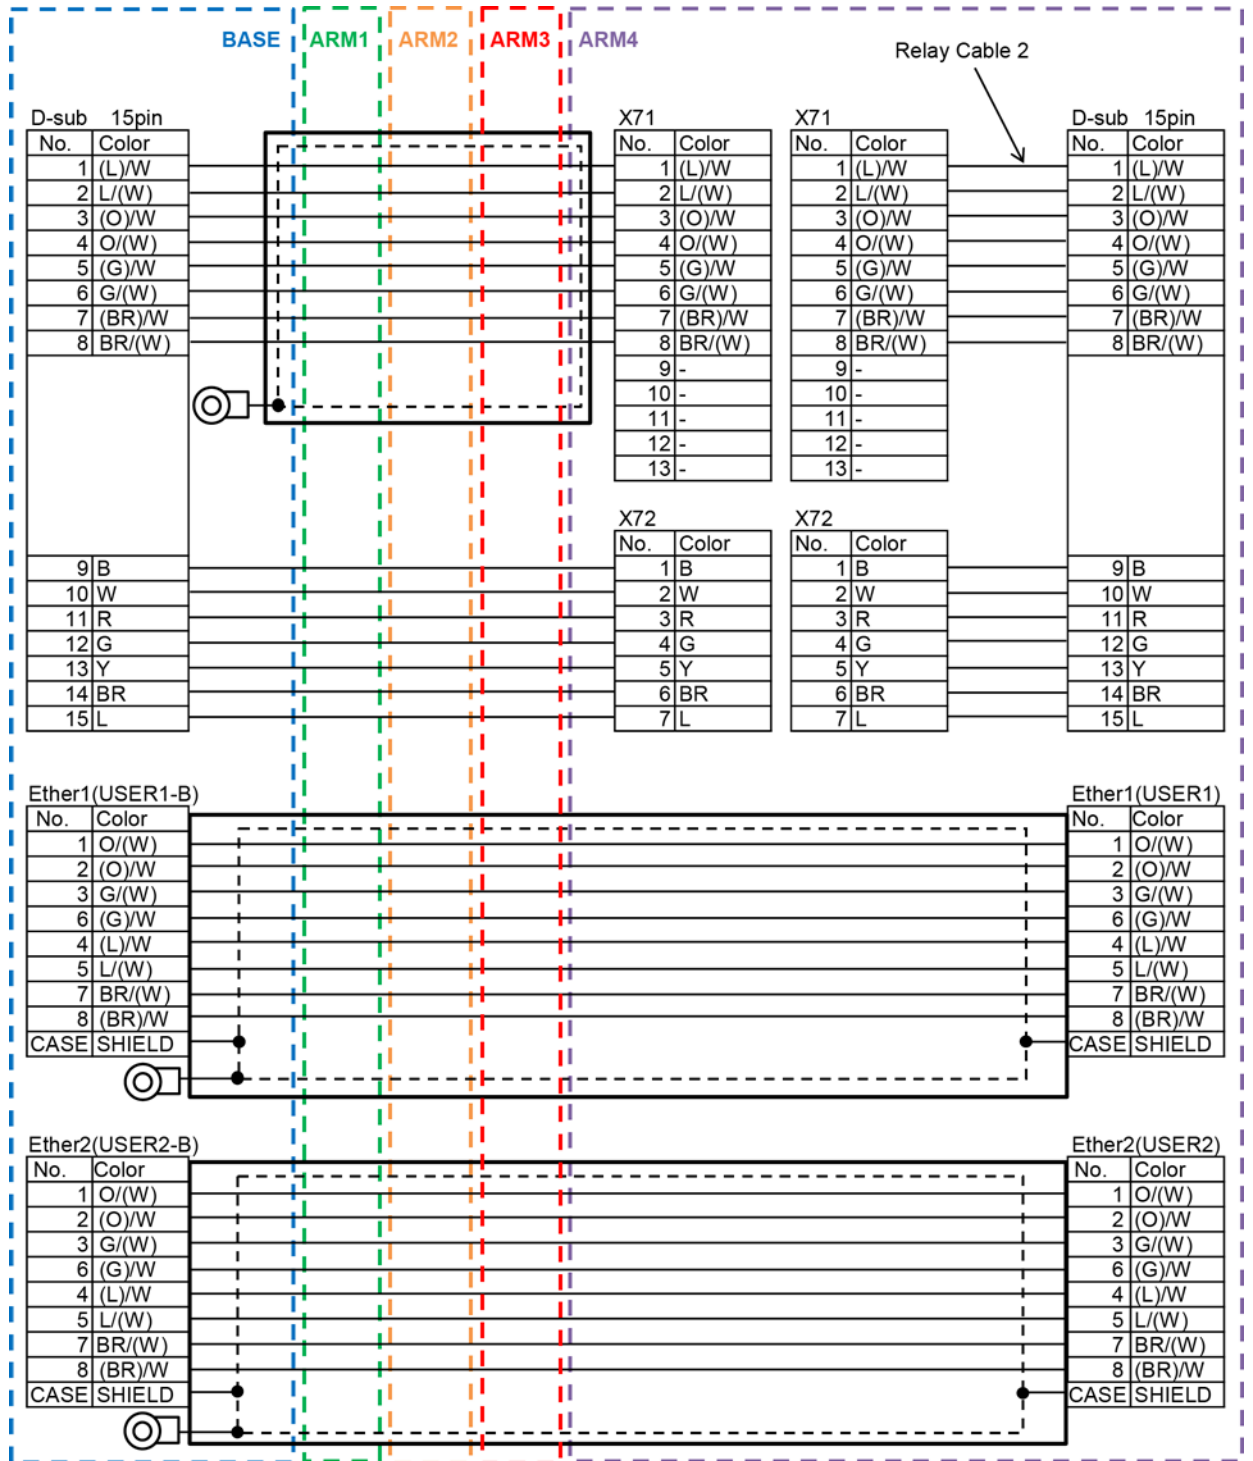 BASE ARM1 ARM2 ARM3 ARM4
Relay Cable 2
D-sub 15pin X71 X71 D-sub 15pin
No. Color No. Color No. Color No. Color
1 (L)/W 1 (L)/W 1 (L)/W 1 (L)/W
2 L/(W) 2 L/(W) 2 L/(W) 2 L/(W)
3 (O)/W 3 (O)/W 3 (O)/W 3 (O)/W
4 O/(W) 4 O/(W) 4 O/(W) 4 O/(W)
5 (G)/W 5 (G)/W 5 (G)/W 5 (G)/W
6 G/(W) 6 G/(W) 6 G/(W) 6 G/(W)
7 (BR)/W 7 (BR)/W 7 (BR)/W 7 (BR)/W
8 BR/(W) 8 BR/(W) 8 BR/(W) 8 BR/(W)
9 - 9 -
10 - 10 -
11 - 11 -
12 - 12 -
13 - 13 -
X72 X72
No. Color No. Color
9 B 1 B 1 B 9 B
10 W 2 W 2 W 10 W
11 R 3 R 3 R 11 R
12 G 4 G 4 G 12 G
13 Y 5 Y 5 Y 13 Y
14 BR 6 BR 6 BR 14 BR
15 L 7 L 7 L 15 L
Ether1(USER1-B) Ether1(USER1)
No. Color No. Color
1 O/(W) 1 O/(W)
2 (O)/W 2 (O)/W
3 G/(W) 3 G/(W)
6 (G)/W 6 (G)/W
4 (L)/W 4 (L)/W
5 L/(W) 5 L/(W)
7 BR/(W) 7 BR/(W)
8 (BR)/W 8 (BR)/W
CASE SHIELD CASE SHIELD
Ether2(USER2-B) Ether2(USER2)
No. Color No. Color
1 O/(W) 1 O/(W)
2 (O)/W 2 (O)/W
3 G/(W) 3 G/(W)
6 (G)/W 6 (G)/W
4 (L)/W 4 (L)/W
5 L/(W) 5 L/(W)
7 BR/(W) 7 BR/(W)
8 (BR)/W 8 (BR)/W
CASE SHIELD CASE SHIELD